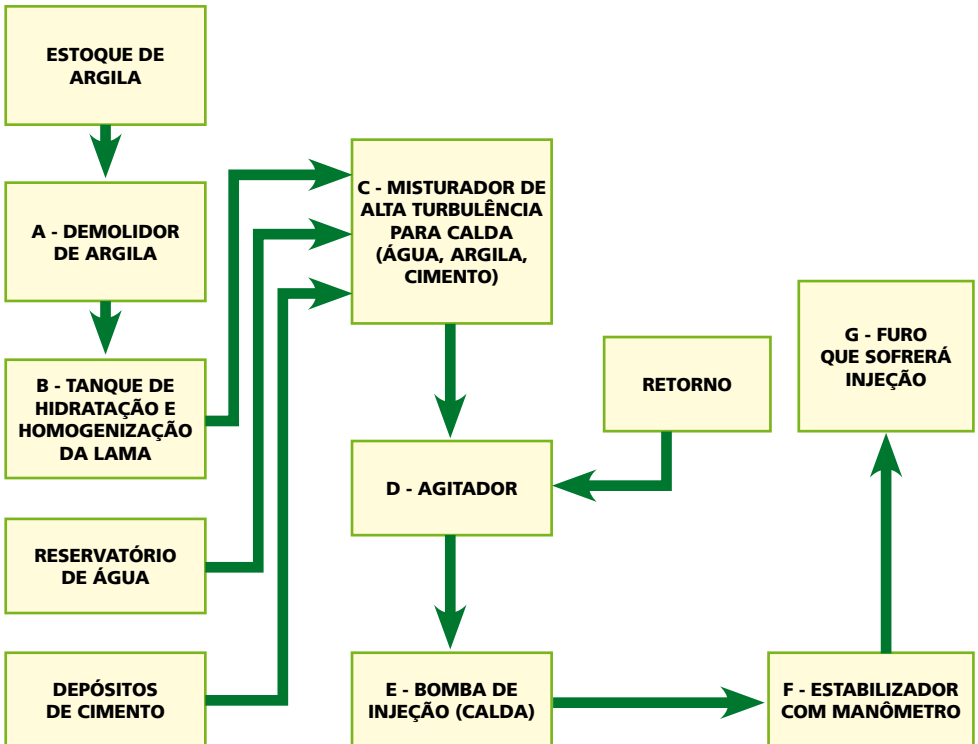 ESTOQUE DE
ARGILA
A - DEMOLIDOR
DE ARGILA
B - TANQUE DE
HIDRATAÇÃO E
HOMOGENIZAÇÃO
DA LAMA
RESERVATÓRIO
DE ÁGUA
DEPÓSITOS
DE CIMENTO
C - MISTURADOR DE
ALTA TURBULÊNCIA
PARA CALDA
(ÁGUA, ARGILA,
CIMENTO)
RETORNO
D - AGITADOR
E - BOMBA DE
INJEÇÃO (CALDA)
F - ESTABILIZADOR
COM MANÔMETRO
G - FURO
QUE SOFRERÁ
INJEÇÃO